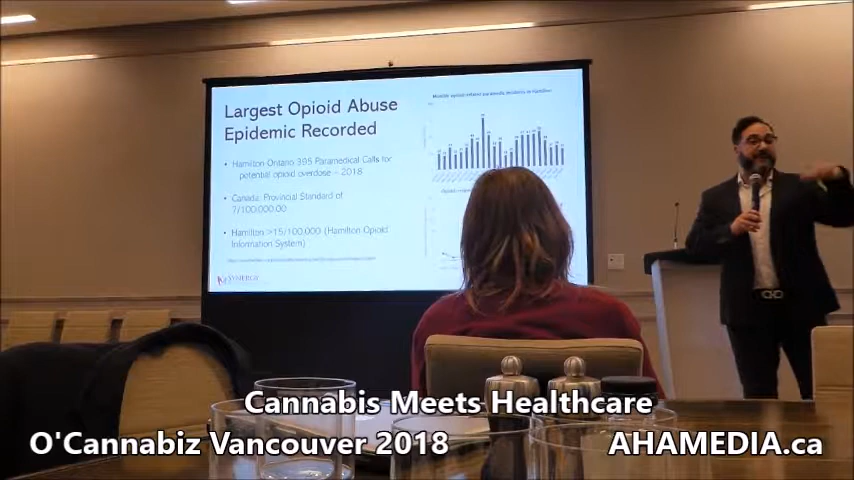 Largest Opioid Abuse
Epidemic Recorded
• Hamilton Ontario 395 Paramedical Calls for
potential opioid overdose – 2018
• Canada: Provincial Standard of
7/100,000.00
• Hamilton >15/100,000 (Hamilton Opioid
Information System)
SYNERGY
Cannabis Meets Healthcare
O'Cannabiz Vancouver 2018
AHAMEDIA.ca